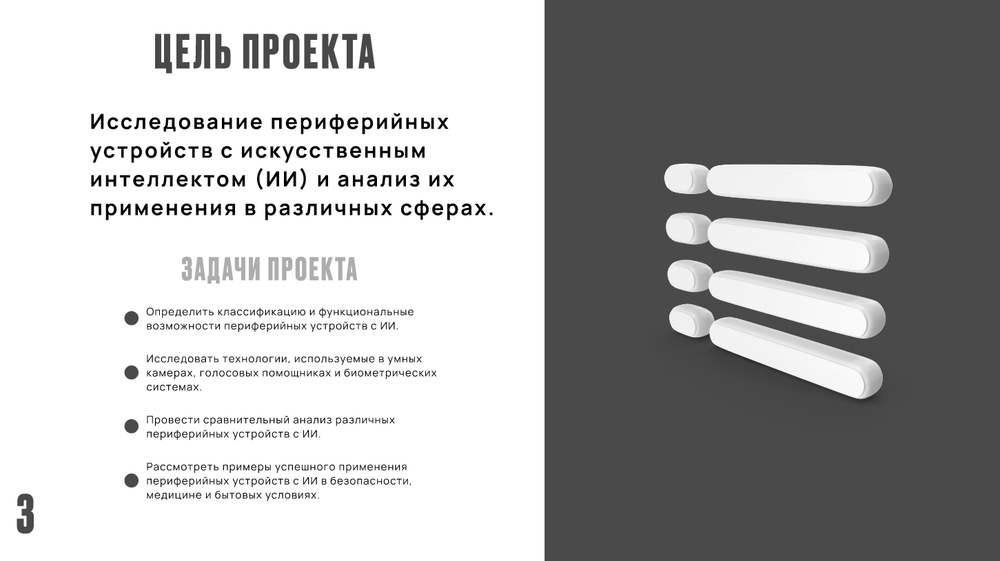 ЦЕЛЬ ПРОЕКТА
Исследование периферийных
устройств с искусственным
интеллектом (ИИ) и анализ их
применения в различных сферах.
ЗАДАЧИ ПРОЕКТА
Определить классификацию и функциональные
возможности периферийных устройств с ИИ.
Исследовать технологии, используемые в умных
камерах, голосовых помощниках и биометрических
системах.
Провести сравнительный анализ различных
периферийных устройств с ИИ.
Рассмотреть примеры успешного применения
периферийных устройств с ИИ в безопасности,
медицине и бытовых условиях.
3